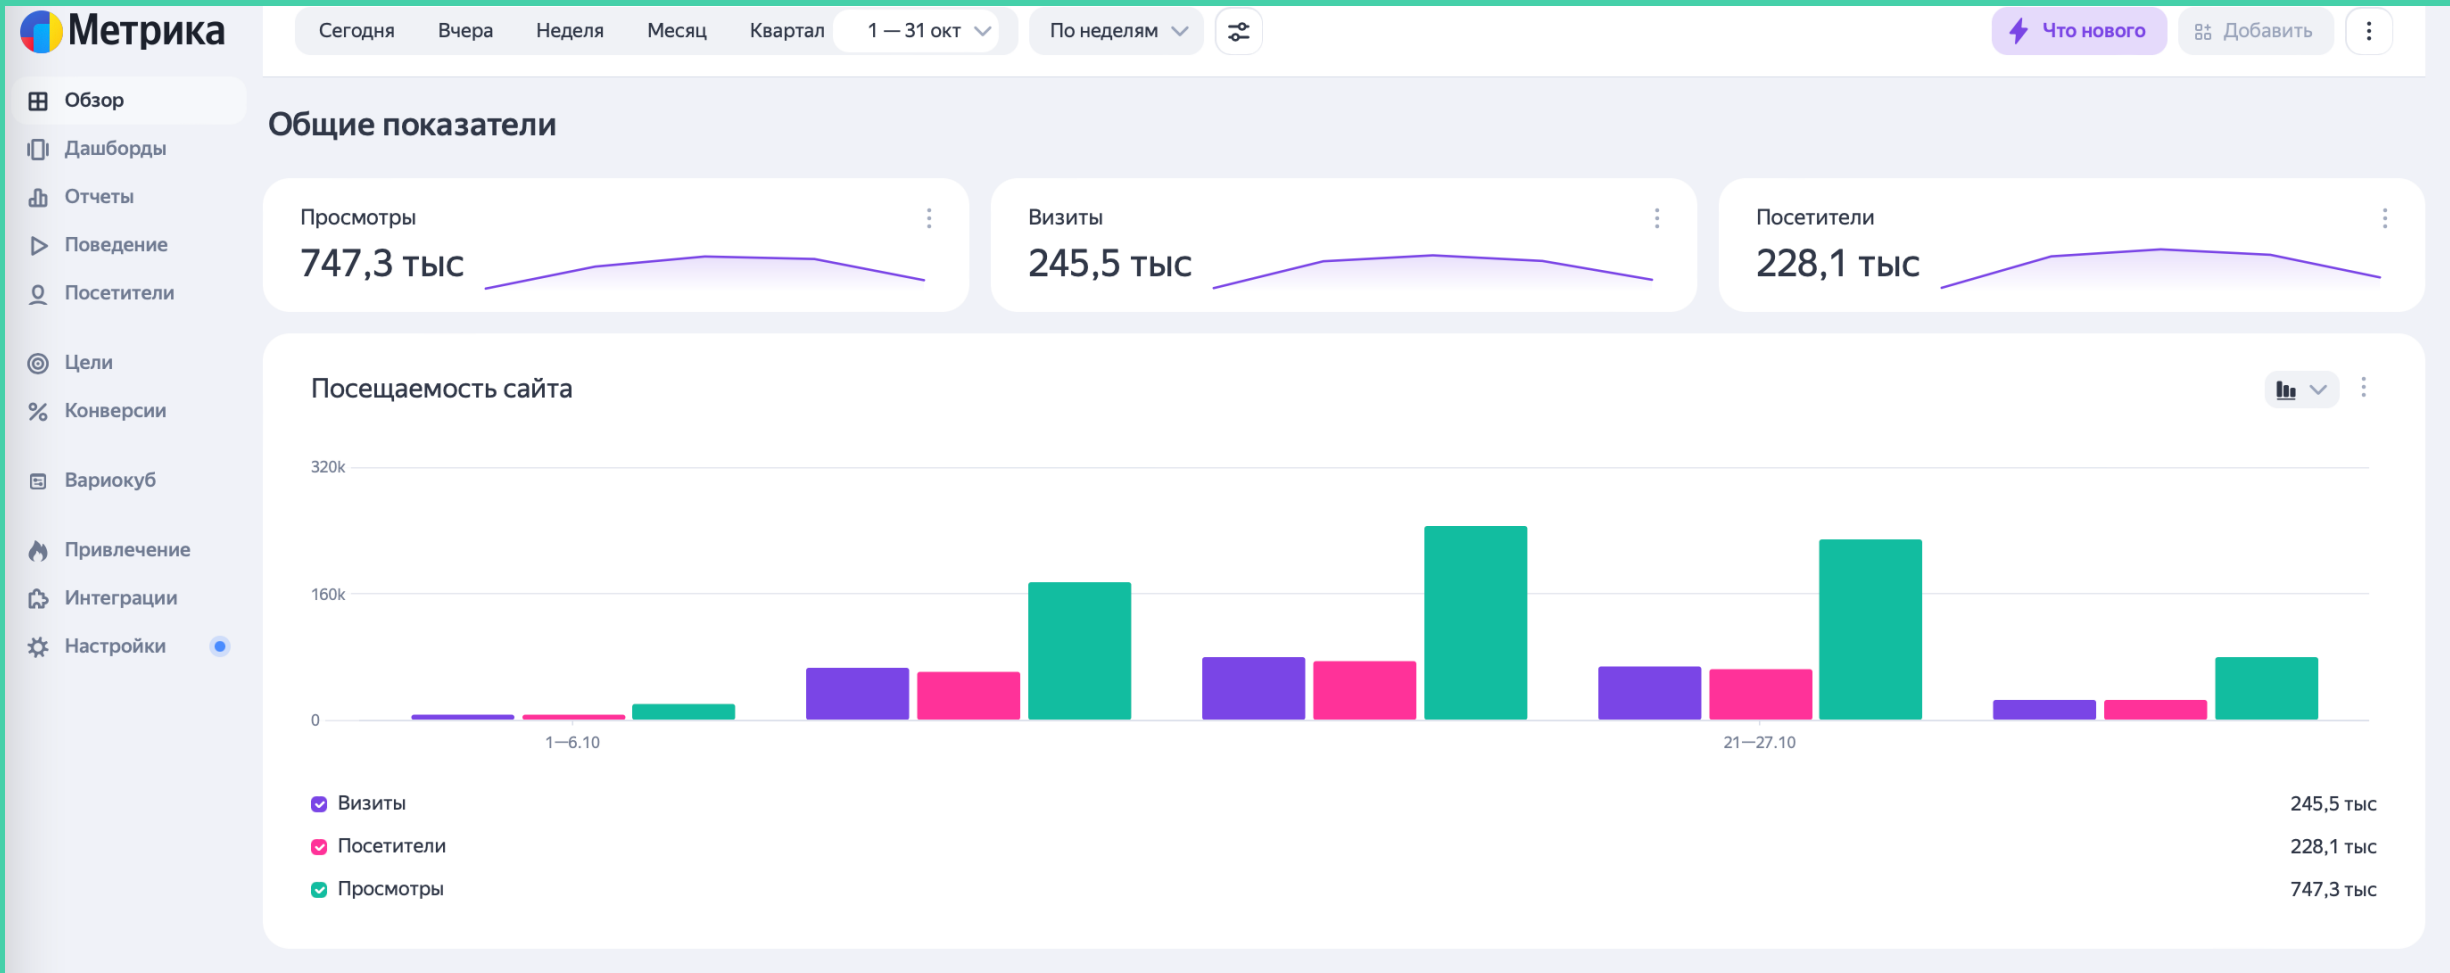 Метрика
Сегодня Вчера Неделя Месяц Квартал 1 — 31 окт По неделям Что нового Добавить
Обзор
Дашборды
Отчеты
Поведение
Посетители
Цели
Конверсии
Вариокуб
Привлечение
Интеграции
Настройки
Общие показатели
Просмотры
747,3 тыс
Визиты
245,5 тыс
Посетители
228,1 тыс
Посещаемость сайта
320k
160k
0
1—6.10 21—27.10
Визиты 245,5 тыс
Посетители 228,1 тыс
Просмотры 747,3 тыс